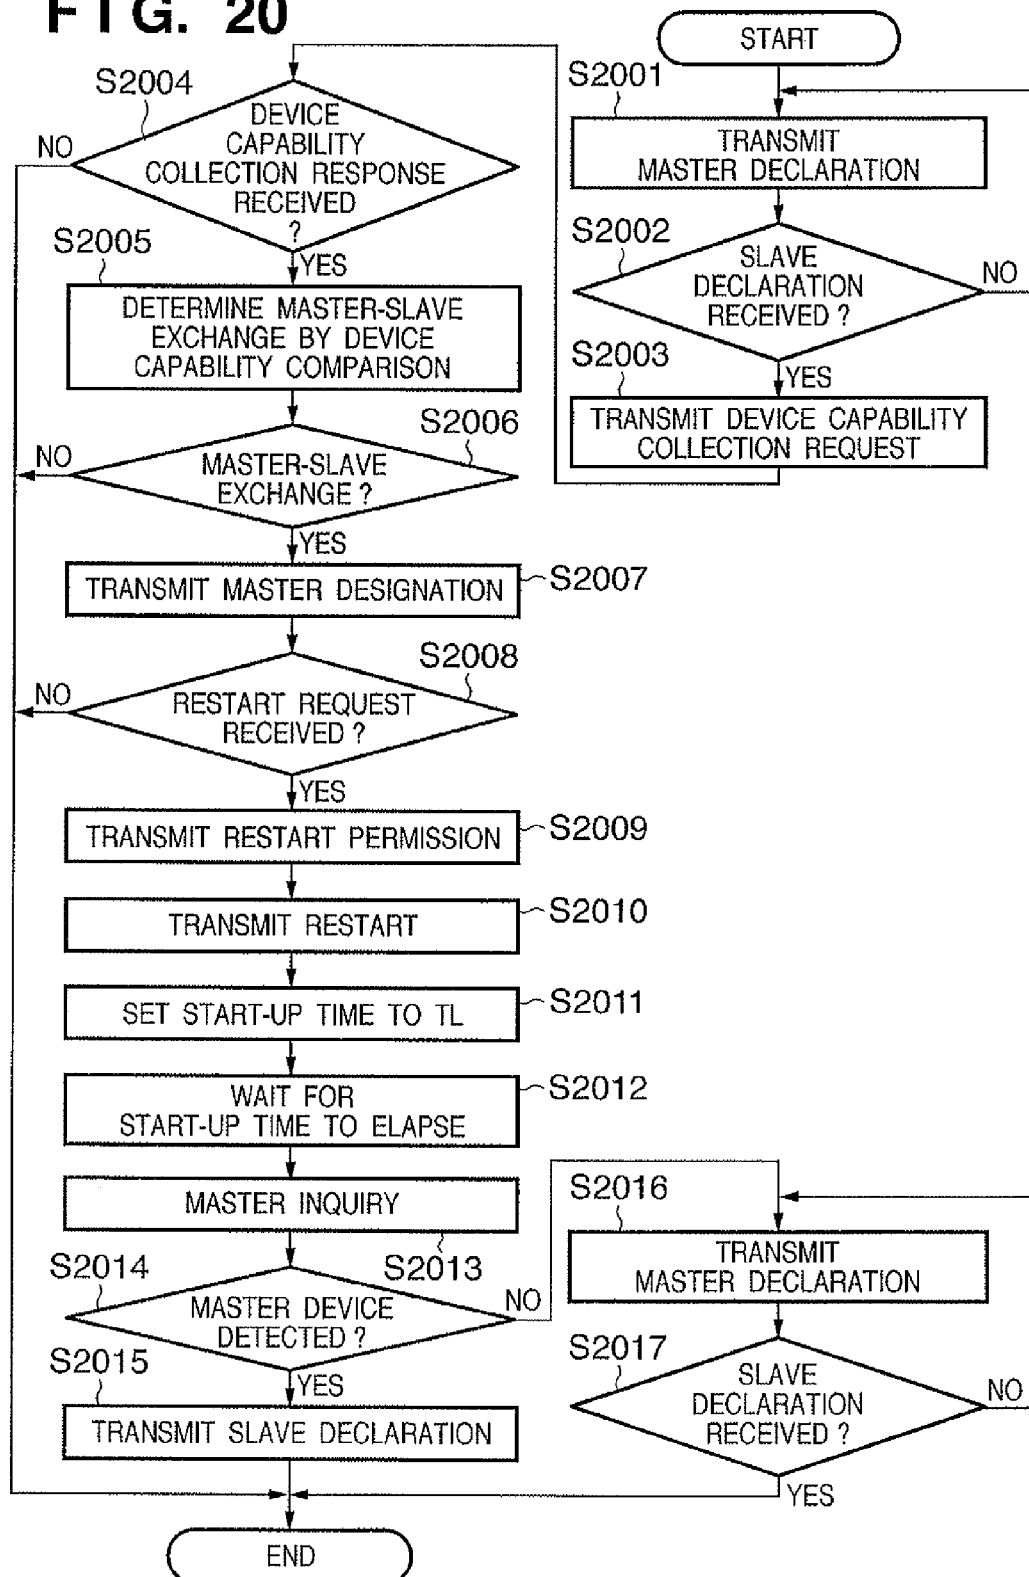 FIG. 20
START
S2001
TRANSMIT
MASTER DECLARATION
S2002
SLAVE
DECLARATION
RECEIVED ?
NO
YES
S2003
TRANSMIT DEVICE CAPABILITY
COLLECTION REQUEST
S2004
DEVICE
CAPABILITY
COLLECTION RESPONSE
RECEIVED
?
NO
YES
S2005
DETERMINE MASTER-SLAVE
EXCHANGE BY DEVICE
CAPABILITY COMPARISON
S2006
MASTER-SLAVE
EXCHANGE ?
NO
YES
TRANSMIT MASTER DESIGNATION
S2007
S2008
RESTART REQUEST
RECEIVED ?
NO
YES
TRANSMIT RESTART PERMISSION
S2009
TRANSMIT RESTART
S2010
SET START-UP TIME TO TL
S2011
WAIT FOR
START-UP TIME TO ELAPSE
S2012
MASTER INQUIRY
S2013
S2014
MASTER DEVICE
DETECTED ?
NO
YES
S2015
TRANSMIT SLAVE DECLARATION
S2016
TRANSMIT
MASTER DECLARATION
S2017
SLAVE
DECLARATION
RECEIVED ?
NO
YES
END